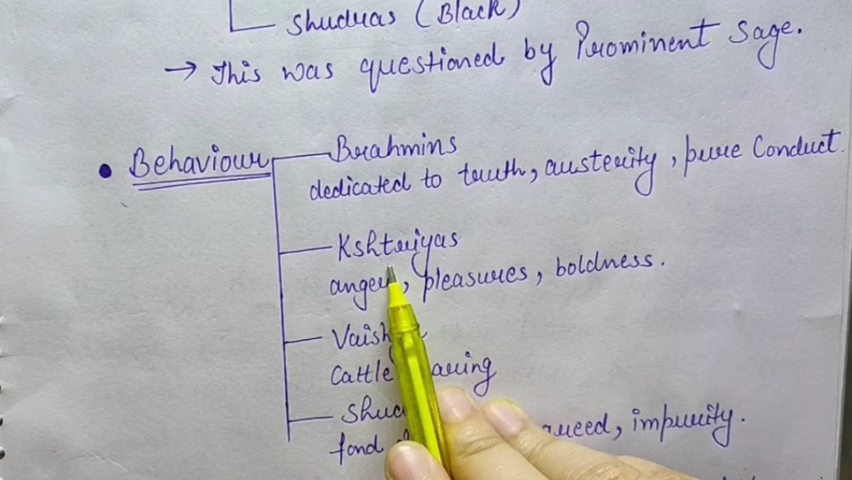 Shudras (Black)
→ This was questioned by Prominent Sage.
• Behaviour
Brahmins
dedicated to truth, austerity, pure Conduct.
Kshtriyas
anger, pleasures, boldness.
Cattle
impurity.
fond